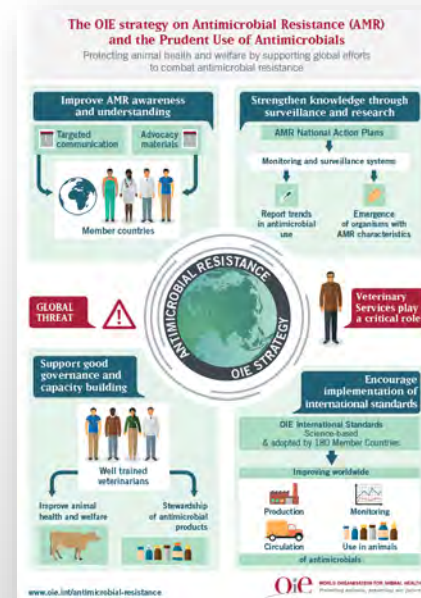 The OIE strategy on Antimicrobial Resistance (AMR)
and the Prudent Use of Antimicrobials
Protecting animal health and welfare by supporting global efforts
to combat antimicrobial resistance
Improve AMR awareness
and understanding
Targeted
communication
Advocacy
materials
Member countries
Strengthen knowledge through
surveillance and research
AMR National Action Plans
Monitoring and surveillance systems
Report trends
in antimicrobial
use
Emergence
of organisms with
AMR characteristics
ANTIMICROBIAL RESISTANCE
OIE STRATEGY
GLOBAL
THREAT
Veterinary
Services play
a critical role
Support good
governance and
capacity building
Well trained
veterinarians
Improve animal
health and welfare
Stewardship
of antimicrobial
products
Encourage
implementation of
international standards
OIE International Standards
Science-based
& adopted by 180 Member Countries
Improving worldwide
Production
Monitoring
Circulation
Use in animals
of antimicrobials
www.oie.int/antimicrobial-resistance
Oie
WORLD ORGANISATION FOR ANIMAL HEALTH
Protecting animals, preserving our future